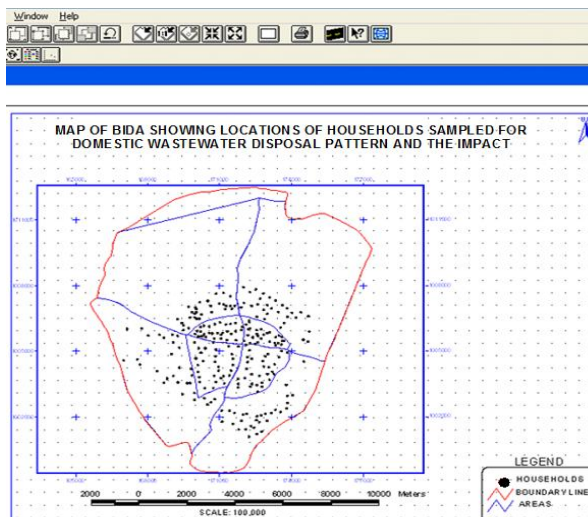 Window Help
MAP OF BIDA SHOWING LOCATIONS OF HOUSEHOLDS SAMPLED FOR
DOMESTIC WASTEWATER DISPOSAL PATTERN AND THE IMPACT
LEGEND
HOUSEHOLDS
BOUNDARY LINE
AREAS
2000 0 2000 4000 6000 8000 10000 Meters
SCALE: 100,000